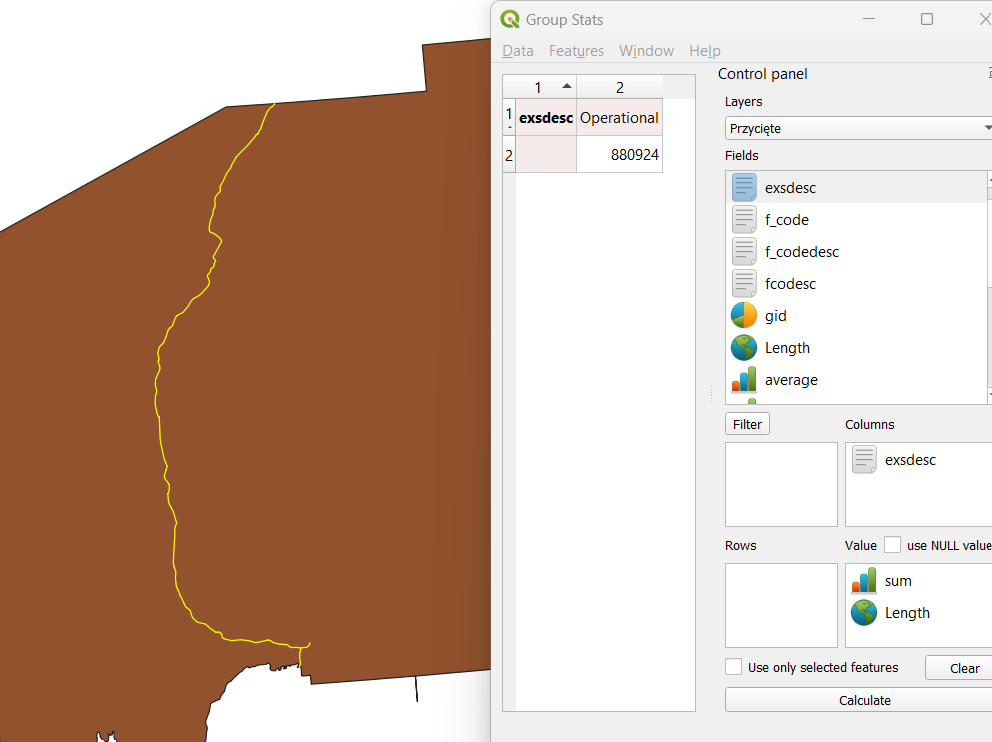 Group Stats
Data Features Window Help
1 2
1 exsdesc Operational
2 880924
Control panel
Layers
Przycięte
Fields
exsdesc
f_code
f_codedesc
fcodesc
gid
Length
average
Filter
Columns
exsdesc
Rows
Value use NULL value
sum
Length
Use only selected features
Clear
Calculate